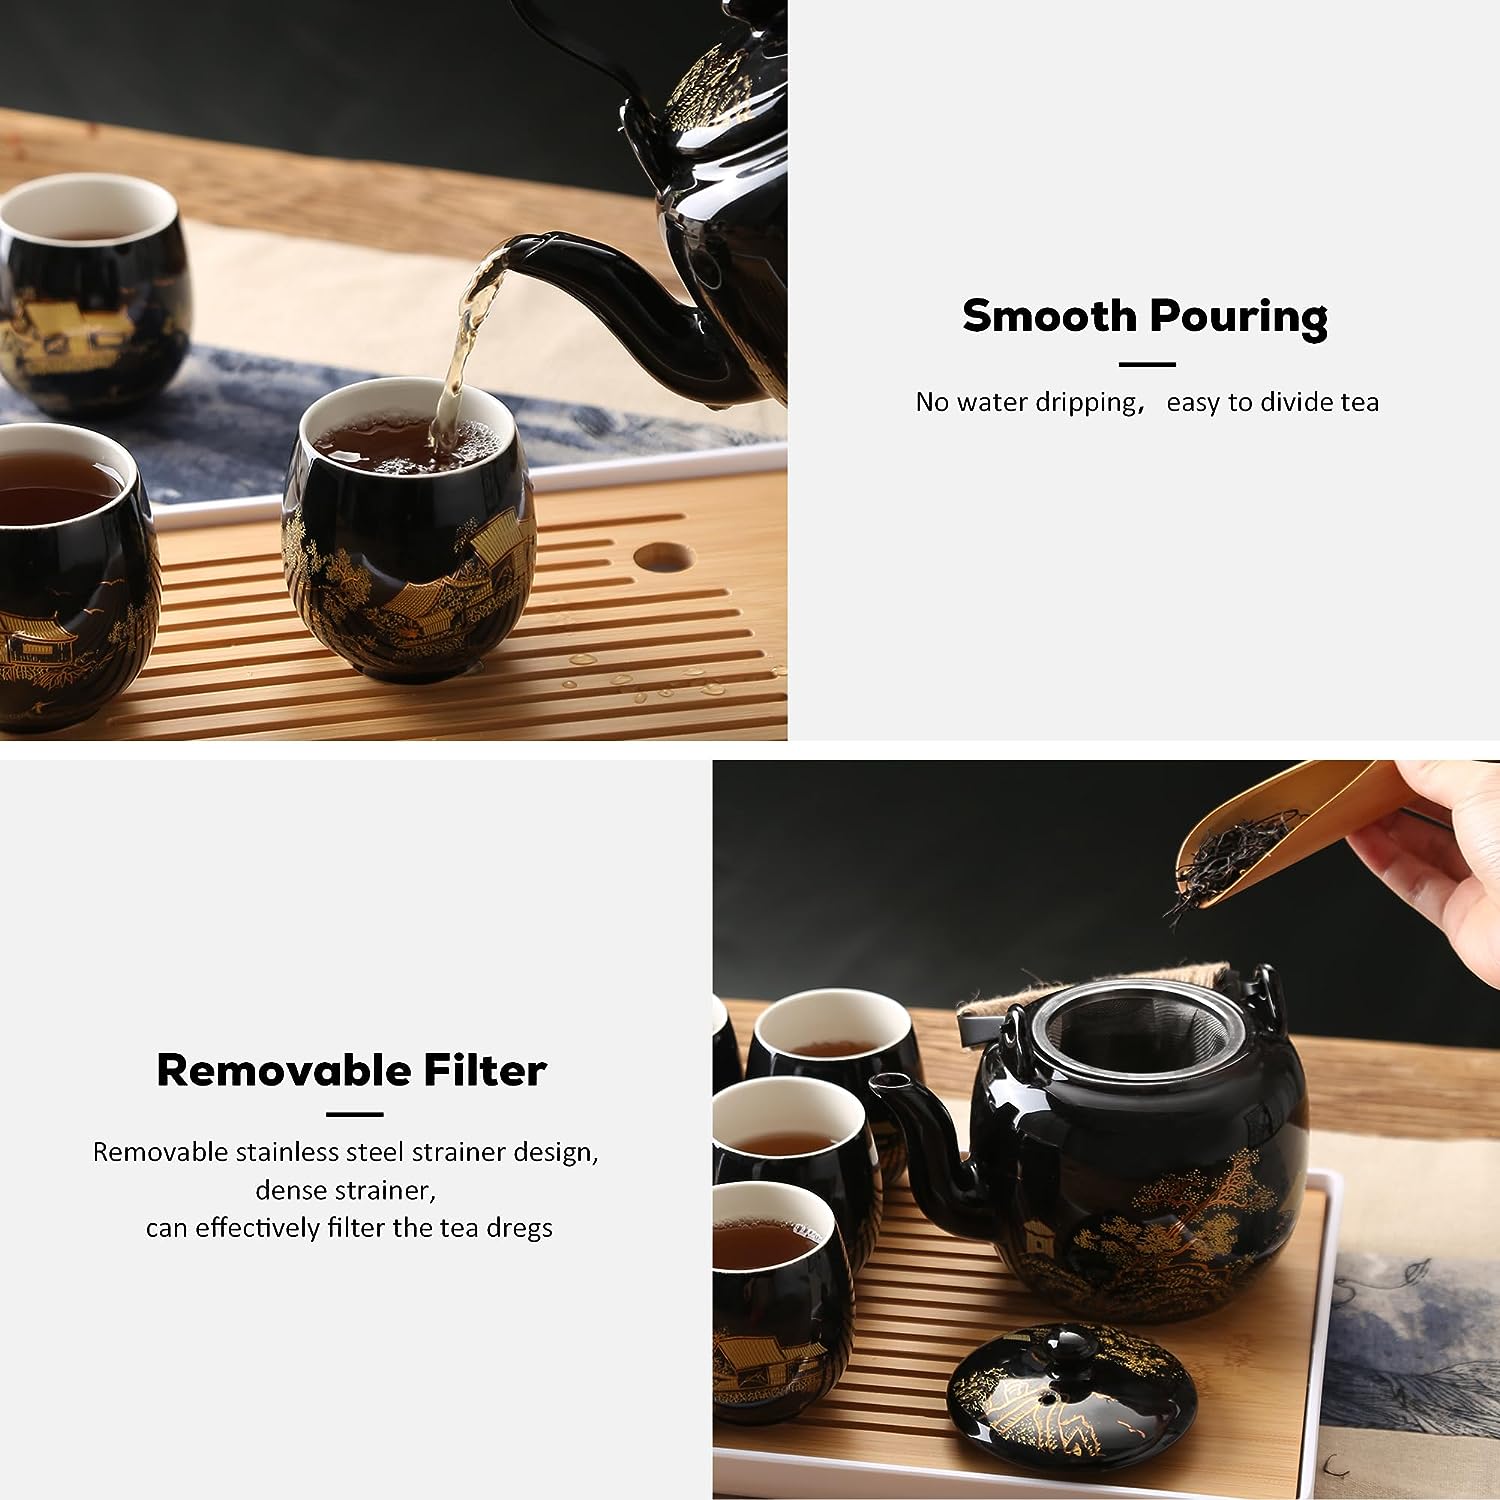 Smooth Pouring
No water dripping， easy to divide tea
Removable Filter
Removable stainless steel strainer design,
dense strainer,
can effectively filter the tea dregs